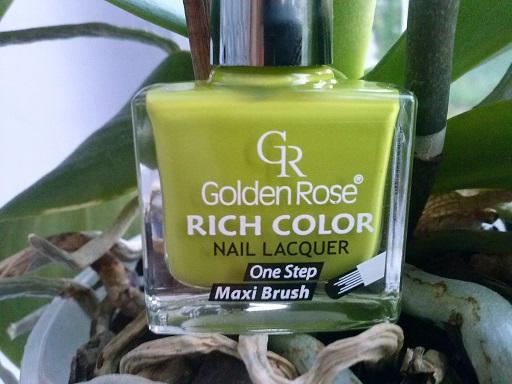 GR
Golden Rose®
RICH COLOR
NAIL LACQUER
One Step
Maxi Brush